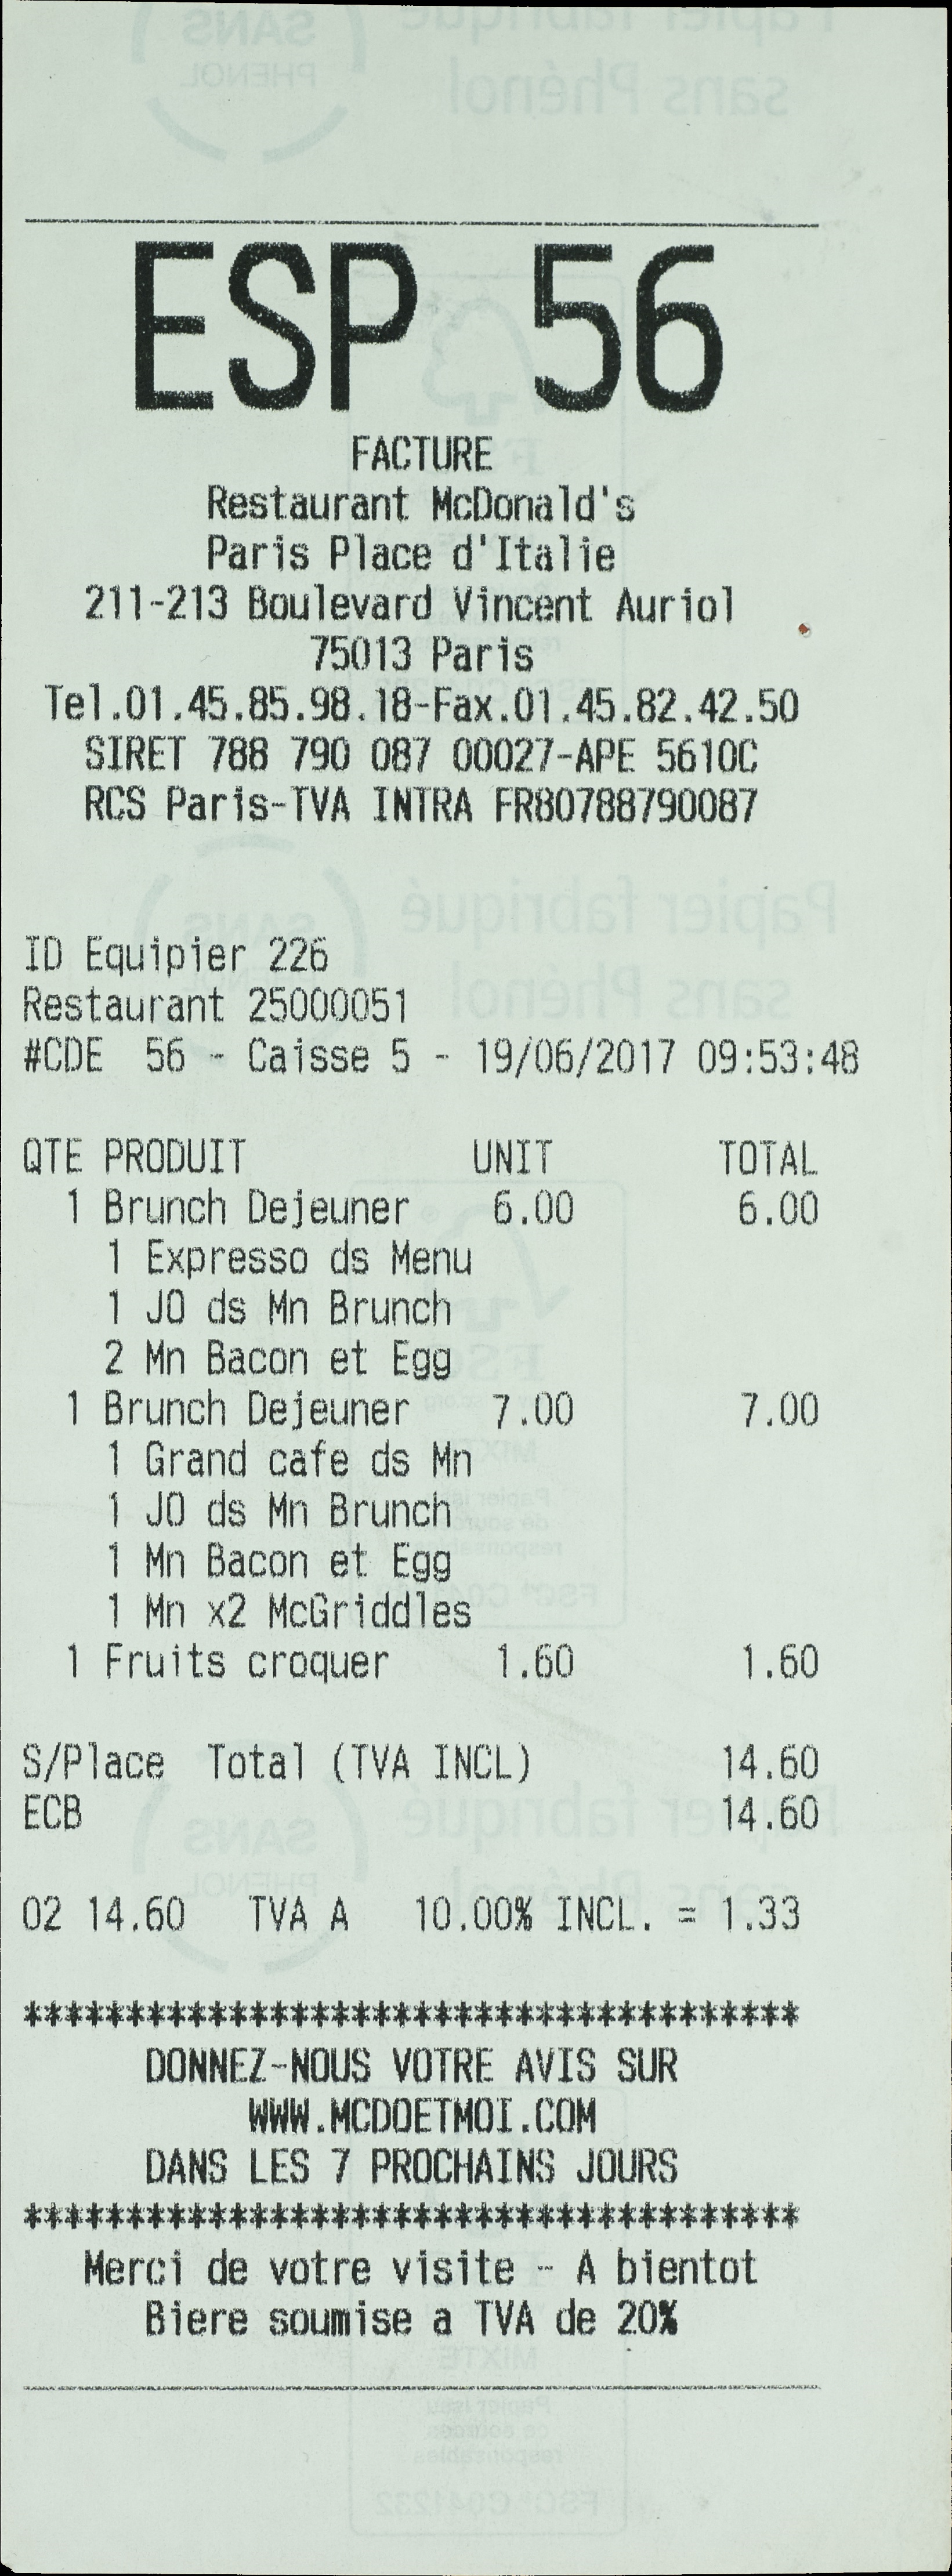 ESP 56
FACTURE
Restaurant McDonald's
Paris Place d'Italie
211-213 Boulevard Vincent Auriol
75013 Paris
Tel.01.45.85.98.18-Fax.01.45.82.42.50
SIRET 788 790 087 00027-APE 5610C
RCS Paris-TVA INTRA FR80788790087
ID Equipier 226
Restaurant 25000051
#CDE 56 - Caisse 5 - 19/06/2017 09:53:48
QTE PRODUIT UNIT TOTAL
1 Brunch Dejeuner 6.00 6.00
1 Expresso ds Menu
1 JO ds Mn Brunch
2 Mn Bacon et Egg
1 Brunch Dejeuner 7.00 7.00
1 Grand cafe ds Mn
1 JO ds Mn Brunch
1 Mn Bacon et Egg
1 Mn x2 McGriddles
1 Fruits croquer 1.60 1.60
S/Place Total (TVA INCL) 14.60
ECB 14.60
02 14.60 TVA A 10.00% INCL. = 1.33
**************************************
DONNEZ-NOUS VOTRE AVIS SUR
WWW.MCDOETMOI.COM
DANS LES 7 PROCHAINS JOURS
**************************************
Merci de votre visite - A bientot
Biere soumise a TVA de 20%